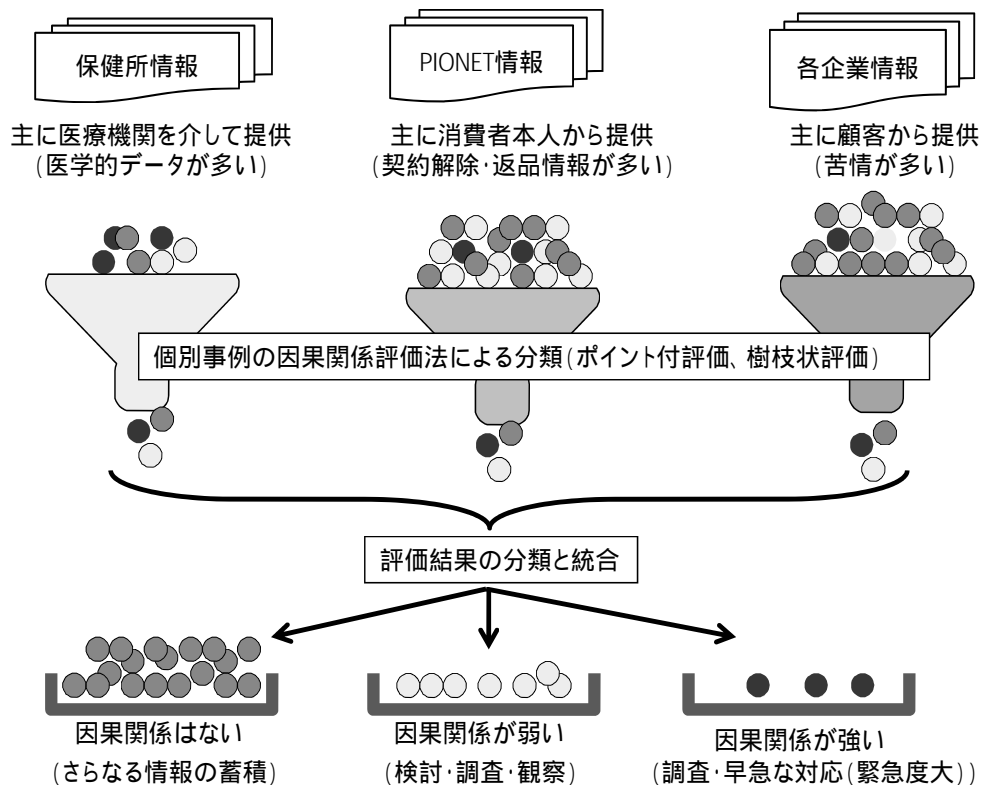 保健所情報
PIONET情報
各企業情報
主に医療機関を介して提供
(医学的データが多い)
主に消費者本人から提供
(契約解除・返品情報が多い)
主に顧客から提供
(苦情が多い)
個別事例の因果関係評価法による分類(ポイント付評価、樹枝状評価)
評価結果の分類と統合
因果関係はない
(さらなる情報の蓄積)
因果関係が弱い
(検討・調査・観察)
因果関係が強い
(調査・早急な対応(緊急度大))